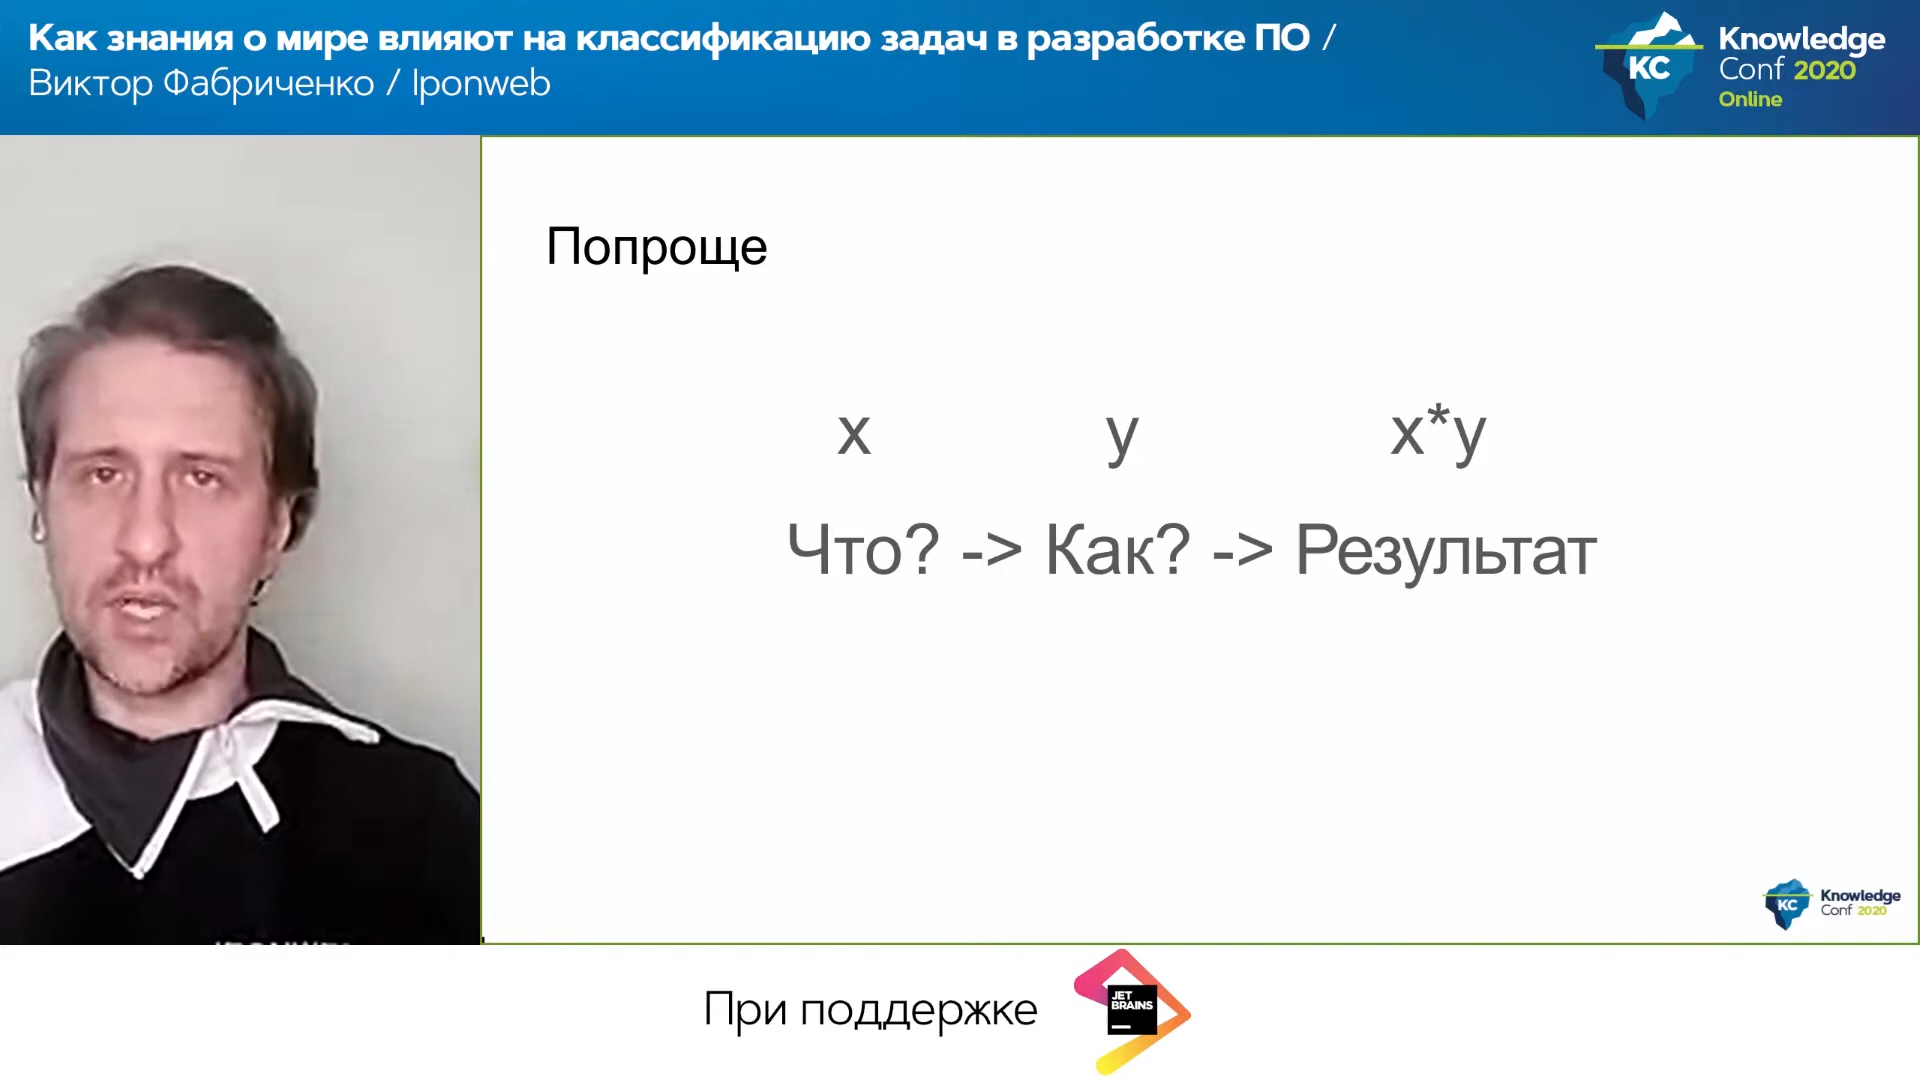 Как знания о мире влияют на классификацию задач в разработке ПО /
Виктор Фабриченко / Iponweb
KC
Knowledge
Conf 2020
Online
Попроще
x y x*y
Что? -> Как? -> Результат
KC
Knowledge
Conf 2020
При поддержке
JET
BRAINS